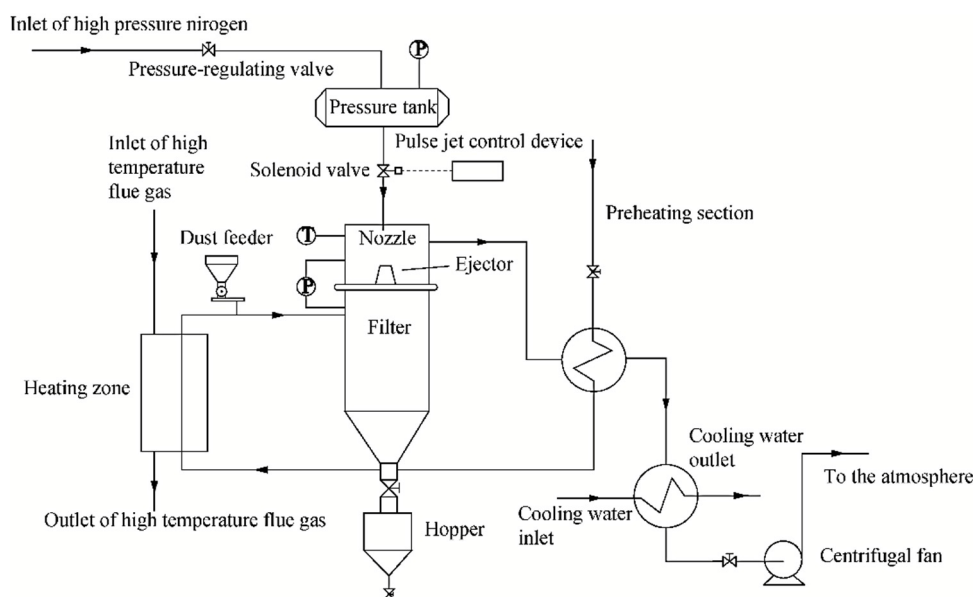 Inlet of high pressure nirogen
Pressure-regulating valve
P
Pressure tank
Pulse jet control device
Solenoid valve
Inlet of high
temperature
flue gas
Preheating section
Dust feeder
T
Nozzle
Ejector
P
Filter
Heating zone
Cooling water
outlet
To the atmosphere
Outlet of high temperature flue gas
Hopper
Cooling water
inlet
Centrifugal fan